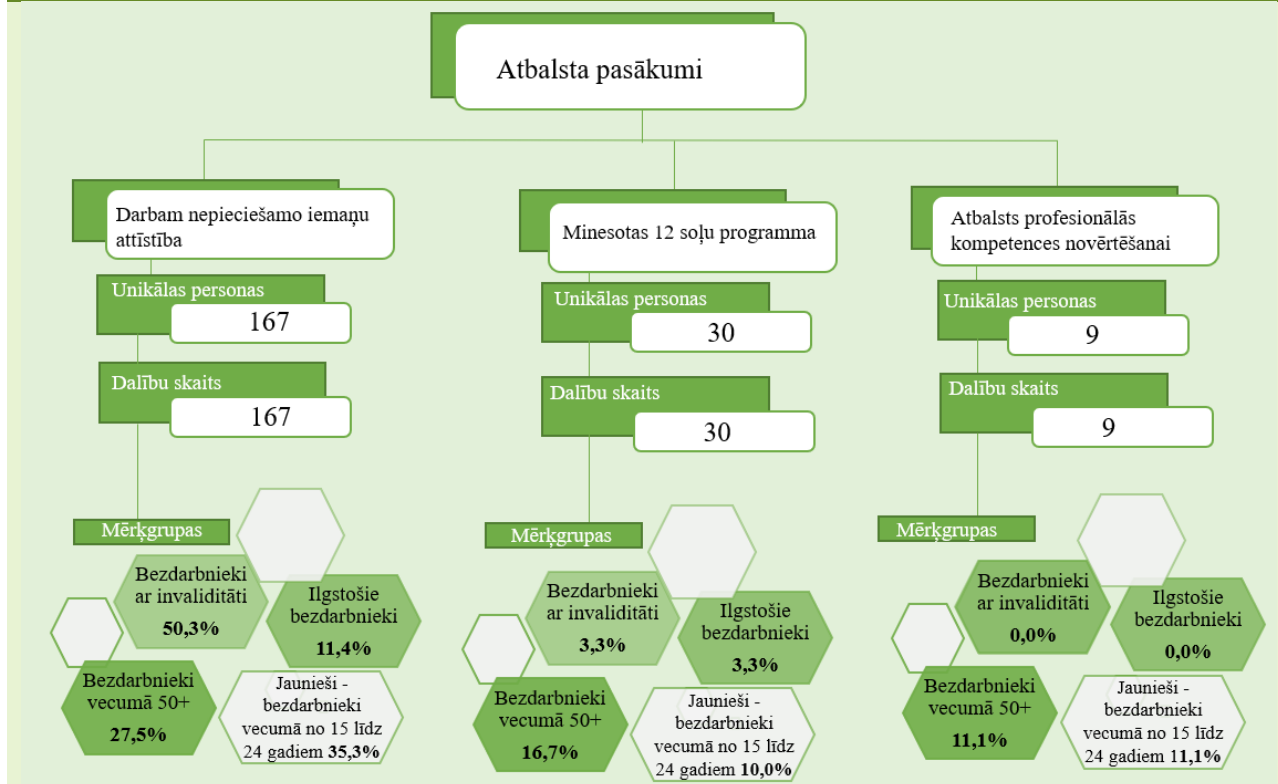 Atbalsta pasākumi
Darbam nepieciešamo iemaņu
attīstība
Unikālas personas
167
Dalību skaits
167
Mērķgrupas
Bezdarbnieki
ar invaliditāti
50,3%
Ilgstošie
bezdarbnieki
11,4%
Bezdarbnieki
vecumā 50+
27,5%
Jaunieši -
bezdarbnieki
vecumā no 15 līdz
24 gadiem 35,3%
Minesotas 12 soļu programma
Unikālas personas
30
Dalību skaits
30
Mērķgrupas
Bezdarbnieki
ar invaliditāti
3,3%
Ilgstošie
bezdarbnieki
3,3%
Bezdarbnieki
vecumā 50+
16,7%
Jaunieši -
bezdarbnieki
vecumā no 15 līdz
24 gadiem 10,0%
Atbalsts profesionālās
kompetences novērtēšanai
Unikālas personas
9
Dalību skaits
9
Mērķgrupas
Bezdarbnieki
ar invaliditāti
0,0%
Ilgstošie
bezdarbnieki
0,0%
Bezdarbnieki
vecumā 50+
11,1%
Jaunieši -
bezdarbnieki
vecumā no 15 līdz
24 gadiem 11,1%